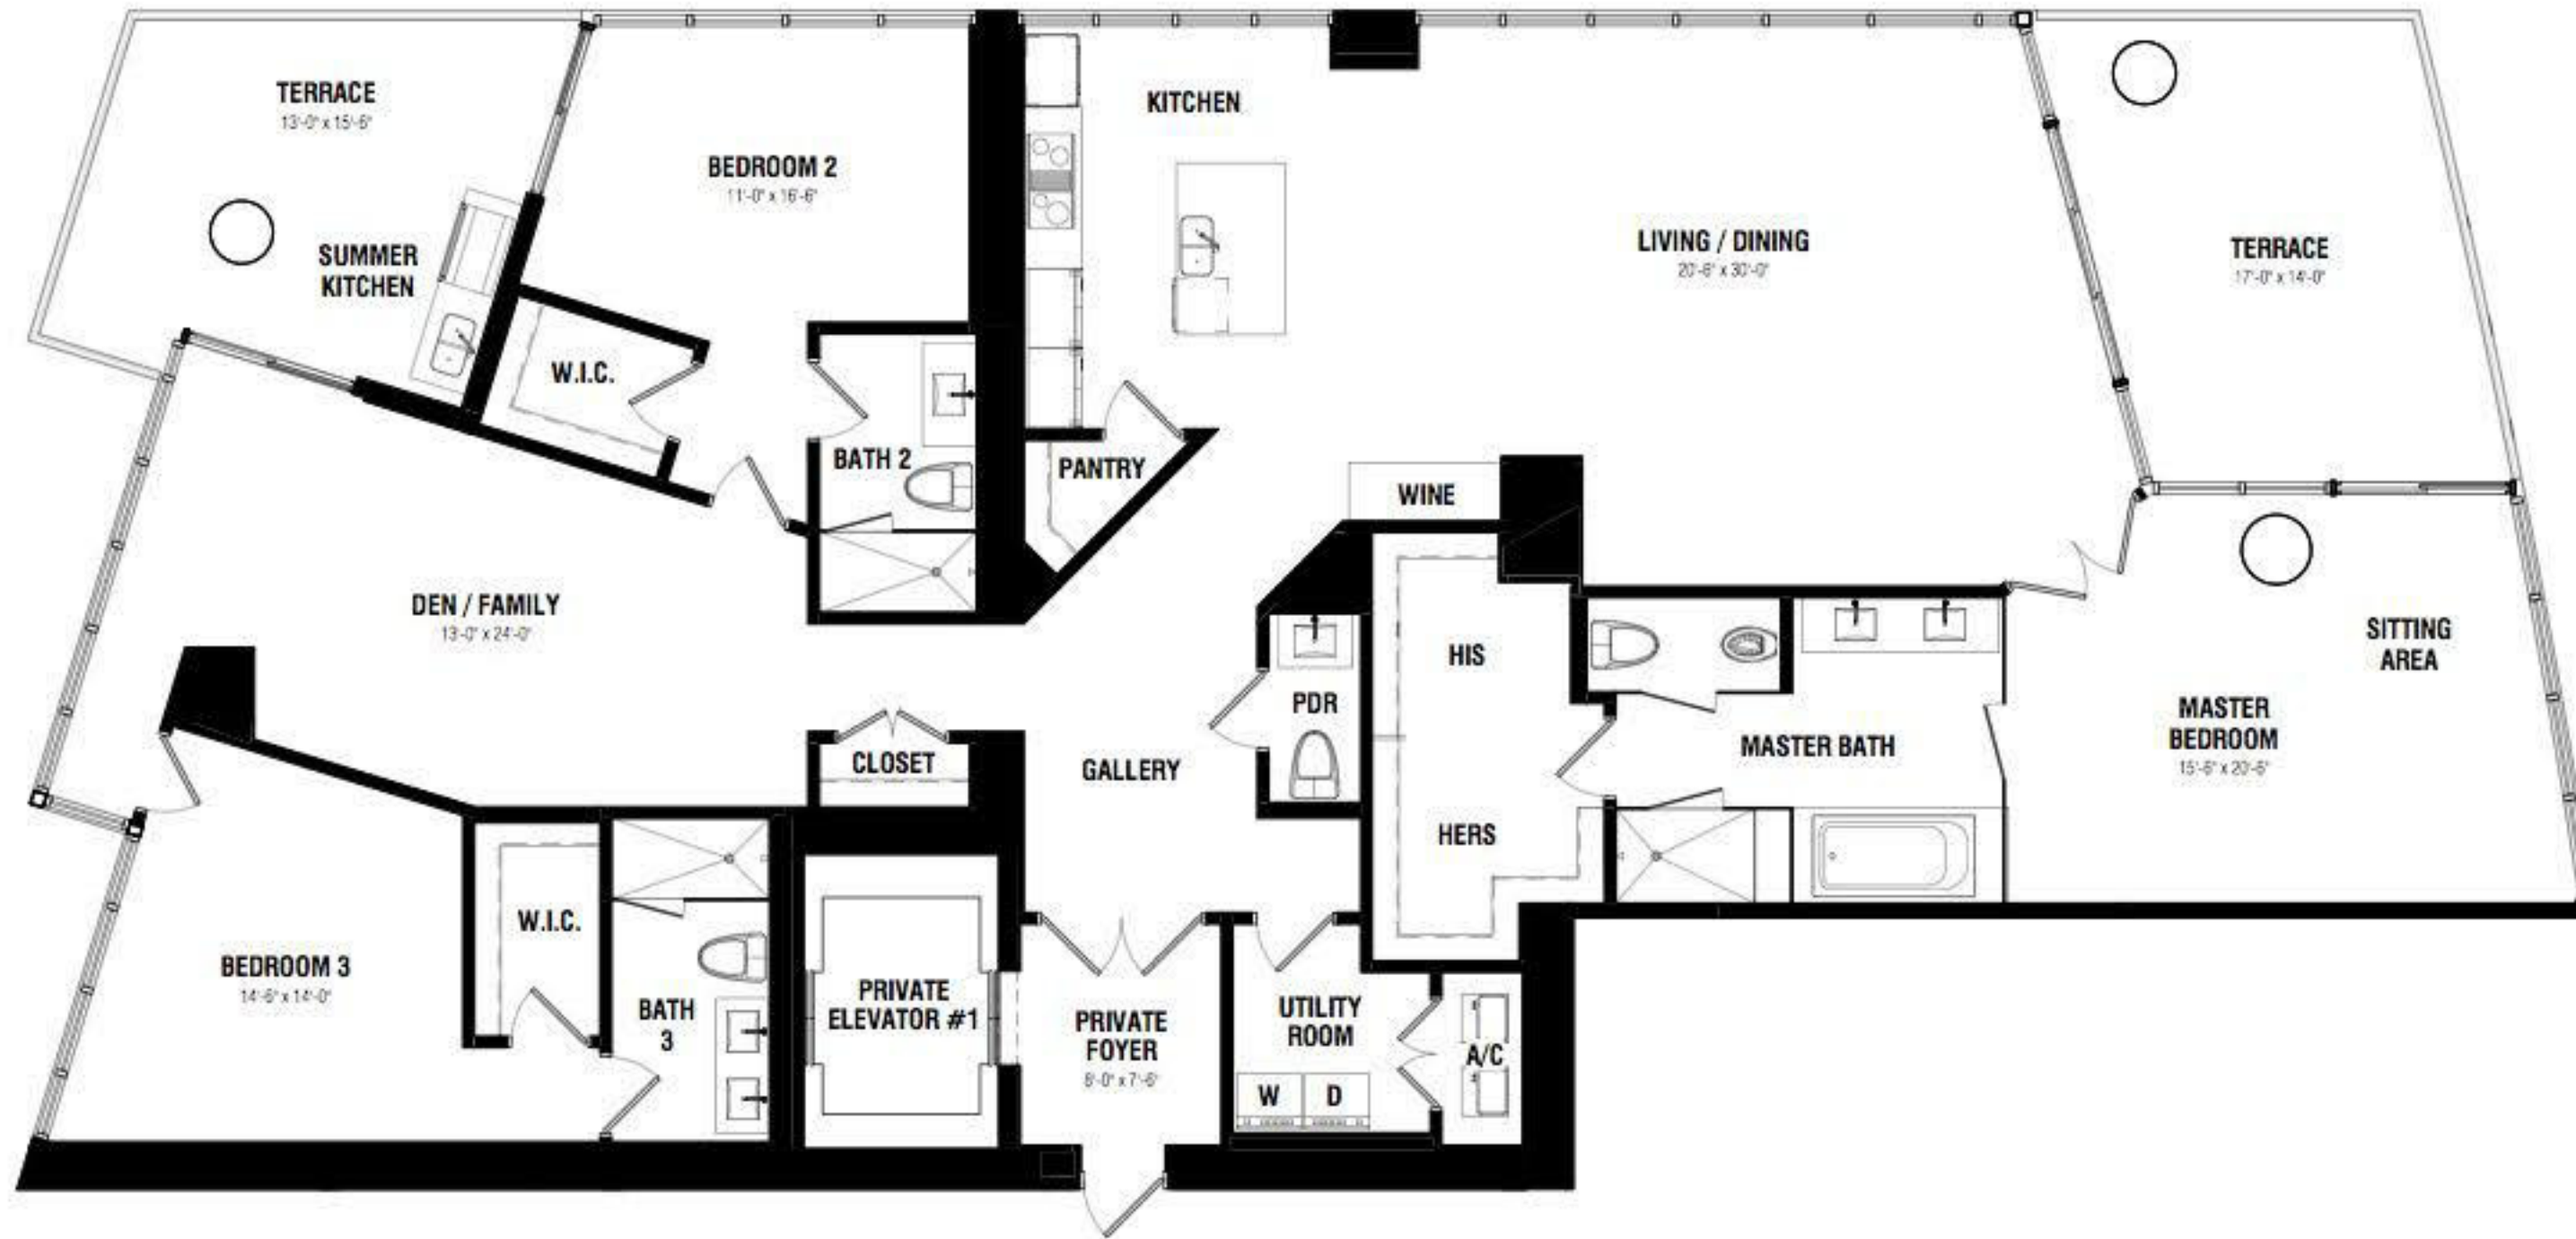 TERRACE
13'-0" x 15'-6"
SUMMER
KITCHEN
BEDROOM 2
11'-0" x 16'-6"
W.I.C.
BATH 2
KITCHEN
PANTRY
LIVING / DINING
20'-6" x 30'-0"
WINE
TERRACE
17'-0" x 14'-0"
DEN / FAMILY
13'-0" x 24'-0"
CLOSET
GALLERY
PDR
HIS
HERS
MASTER BATH
SITTING
AREA
MASTER
BEDROOM
15'-6" x 20'-6"
BEDROOM 3
14'-6" x 14'-0"
W.I.C.
BATH
3
PRIVATE
ELEVATOR #1
PRIVATE
FOYER
8'-0" x 7'-6"
UTILITY
ROOM
W
D
A/C